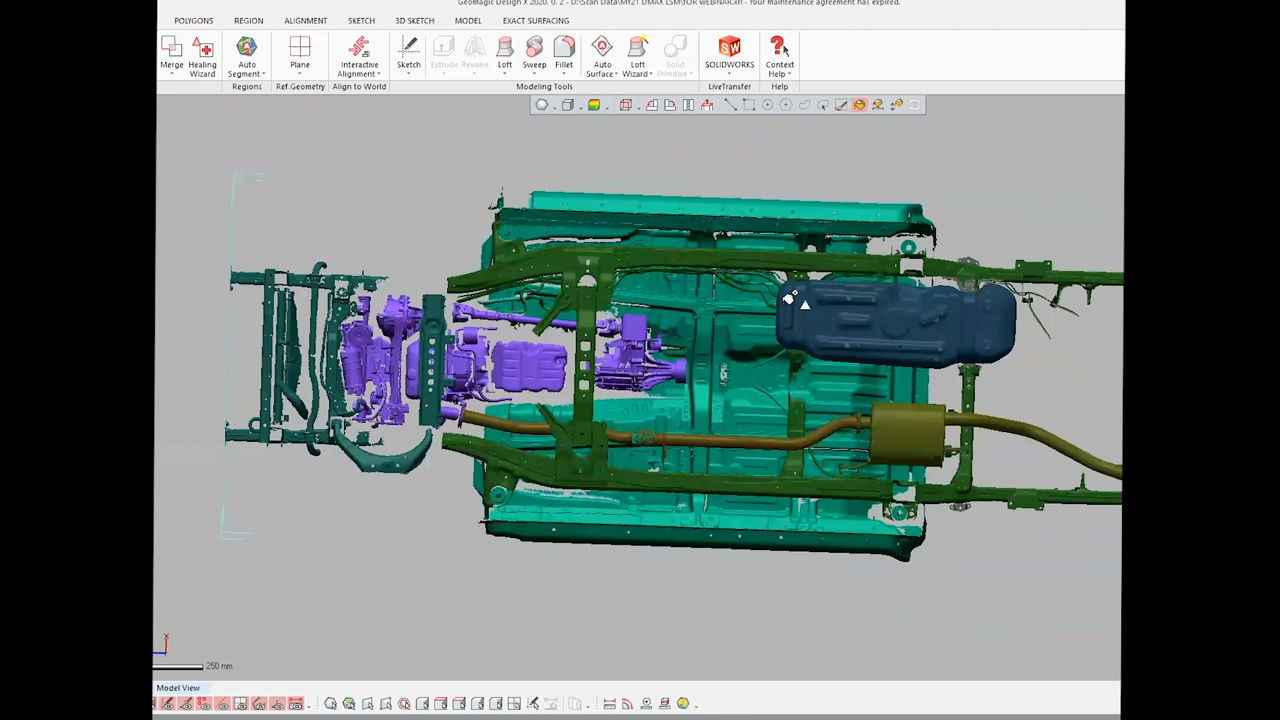 Geomagic Design X 2020. 0. 2 - D:\Scan Data\MY21 DMAX LSM\FOR WEBINAR.xrl - Your maintenance agreement has expired.
POLYGONS REGION ALIGNMENT SKETCH 3D SKETCH MODEL EXACT SURFACING
Merge Healing Wizard Auto Segment Plane Interactive Alignment Sketch Extrude Revolve Loft Sweep Fillet Auto Surface Loft Wizard Solid Primitive SOLIDWORKS Context Help
Regions Ref.Geometry Align to World Modeling Tools LiveTransfer Help
X
250 mm
Model View